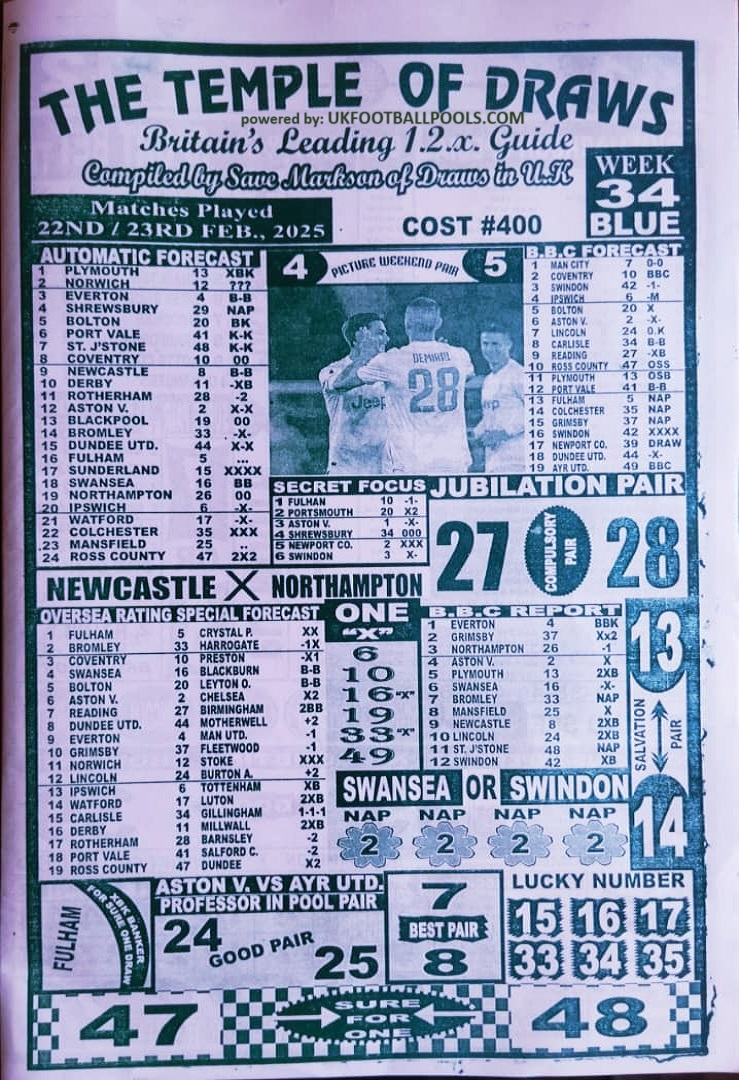 THE TEMPLE OF DRAWS
powered by: UKFOOTBALLPOOLS.COM
Britain's Leading 1.2.x. Guide
Compiled by Save Markson of Draws in U.K
WEEK
34
BLUE
Matches Played
22ND / 23RD FEB., 2025
COST #400
AUTOMATIC FORECAST
1 PLYMOUTH 13 XBK
2 NORWICH 12 ???
3 EVERTON 4 B-B
4 SHREWSBURY 29 NAP
5 BOLTON 20 BK
6 PORT VALE 41 K-K
7 ST. J'STONE 48 K-K
8 COVENTRY 10 00
9 NEWCASTLE 8 B-B
10 DERBY 11 -XB
11 ROTHERHAM 28 -2
12 ASTON V. 2 X-X
13 BLACKPOOL 19 00
14 BROMLEY 33 -X-
15 DUNDEE UTD. 44 X-X
16 FULHAM 5 ...
17 SUNDERLAND 15 XXXX
18 SWANSEA 16 BB
19 NORTHAMPTON 26 00
20 IPSWICH 6 -X-
21 WATFORD 17 -X-
22 COLCHESTER 35 XXX
.23 MANSFIELD 25 ..
24 ROSS COUNTY 47 2X2
4 PICTURE WEEKEND PAIR 5
DEMIRAL
28
Jeep
B.B.C FORECAST
1 MAN CITY 7 0-0
2 COVENTRY 10 BBC
3 SWINDON 42 -1-
4 IPSWICH 6 -M
5 BOLTON 20 X
6 ASTON V. 2 -X-
7 LINCOLN 24 0.K
8 CARLISLE 34 B-B
9 READING 27 -XB
10 ROSS COUNTY 47 OSS
11 PLYMOUTH 13 OSB
12 PORT VALE 41 B-B
13 FULHAM 5 NAP
14 COLCHESTER 35 NAP
15 GRIMSBY 37 NAP
16 SWINDON 42 XXXX
17 NEWPORT CO. 39 DRAW
18 DUNDEE UTD. 44 -X-
19 AYR UTD. 49 BBC
SECRET FOCUS
1 FULHAN 10 -1-
2 PORTSMOUTH 20 X2
3 ASTON V. 1 -X-
4 SHREWSBURY 34 000
5 NEWPORT CO. 2 XXX
6 SWINDON 3 X-
JUBILATION PAIR
27 COMPULSORY PAIR 28
NEWCASTLE X NORTHAMPTON
OVERSEA RATING SPECIAL FORECAST
1 FULHAM 5 CRYSTAL P. XX
2 BROMLEY 33 HARROGATE -1X
3 COVENTRY 10 PRESTON -X1
4 SWANSEA 16 BLACKBURN B-B
5 BOLTON 20 LEYTON O. B-B
6 ASTON V. 2 CHELSEA X2
7 READING 27 BIRMINGHAM 2BB
8 DUNDEE UTD. 44 MOTHERWELL +2
9 EVERTON 4 MAN UTD. -1
10 GRIMSBY 37 FLEETWOOD -1
11 NORWICH 12 STOKE XXX
12 LINCOLN 24 BURTON A. +2
13 IPSWICH 6 TOTTENHAM XB
14 WATFORD 17 LUTON 2XB
15 CARLISLE 34 GILLINGHAM 1-1-1
16 DERBY 11 MILLWALL 2XB
17 ROTHERHAM 28 BARNSLEY -2
18 PORT VALE 41 SALFORD C. -2
19 ROSS COUNTY 47 DUNDEE X2
ONE
"X"
6
10
16"X"
19
33"X"
49
B.B.C REPORT
1 EVERTON 4 BBK
2 GRIMSBY 37 Xx2
3 NORTHAMPTON 26 -1
4 ASTON V. 2 X
5 PLYMOUTH 13 2XB
6 SWANSEA 16 -X-
7 BROMLEY 33 NAP
8 MANSFIELD 25 X
9 NEWCASTLE 8 2XB
10 LINCOLN 24 2XB
11 ST. J'STONE 48 NAP
12 SWINDON 42 XB
13
SALVATION PAIR
14
SWANSEA OR SWINDON
NAP NAP NAP NAP
2 2 2 2
FULHAM
XBK BANKER
FOR SURE ONE DRAW
ASTON V. VS AYR UTD.
PROFESSOR IN POOL PAIR
24 GOOD PAIR 25
7
BEST PAIR
8
LUCKY NUMBER
15 16 17
33 34 35
47 SURE FOR ONE 48